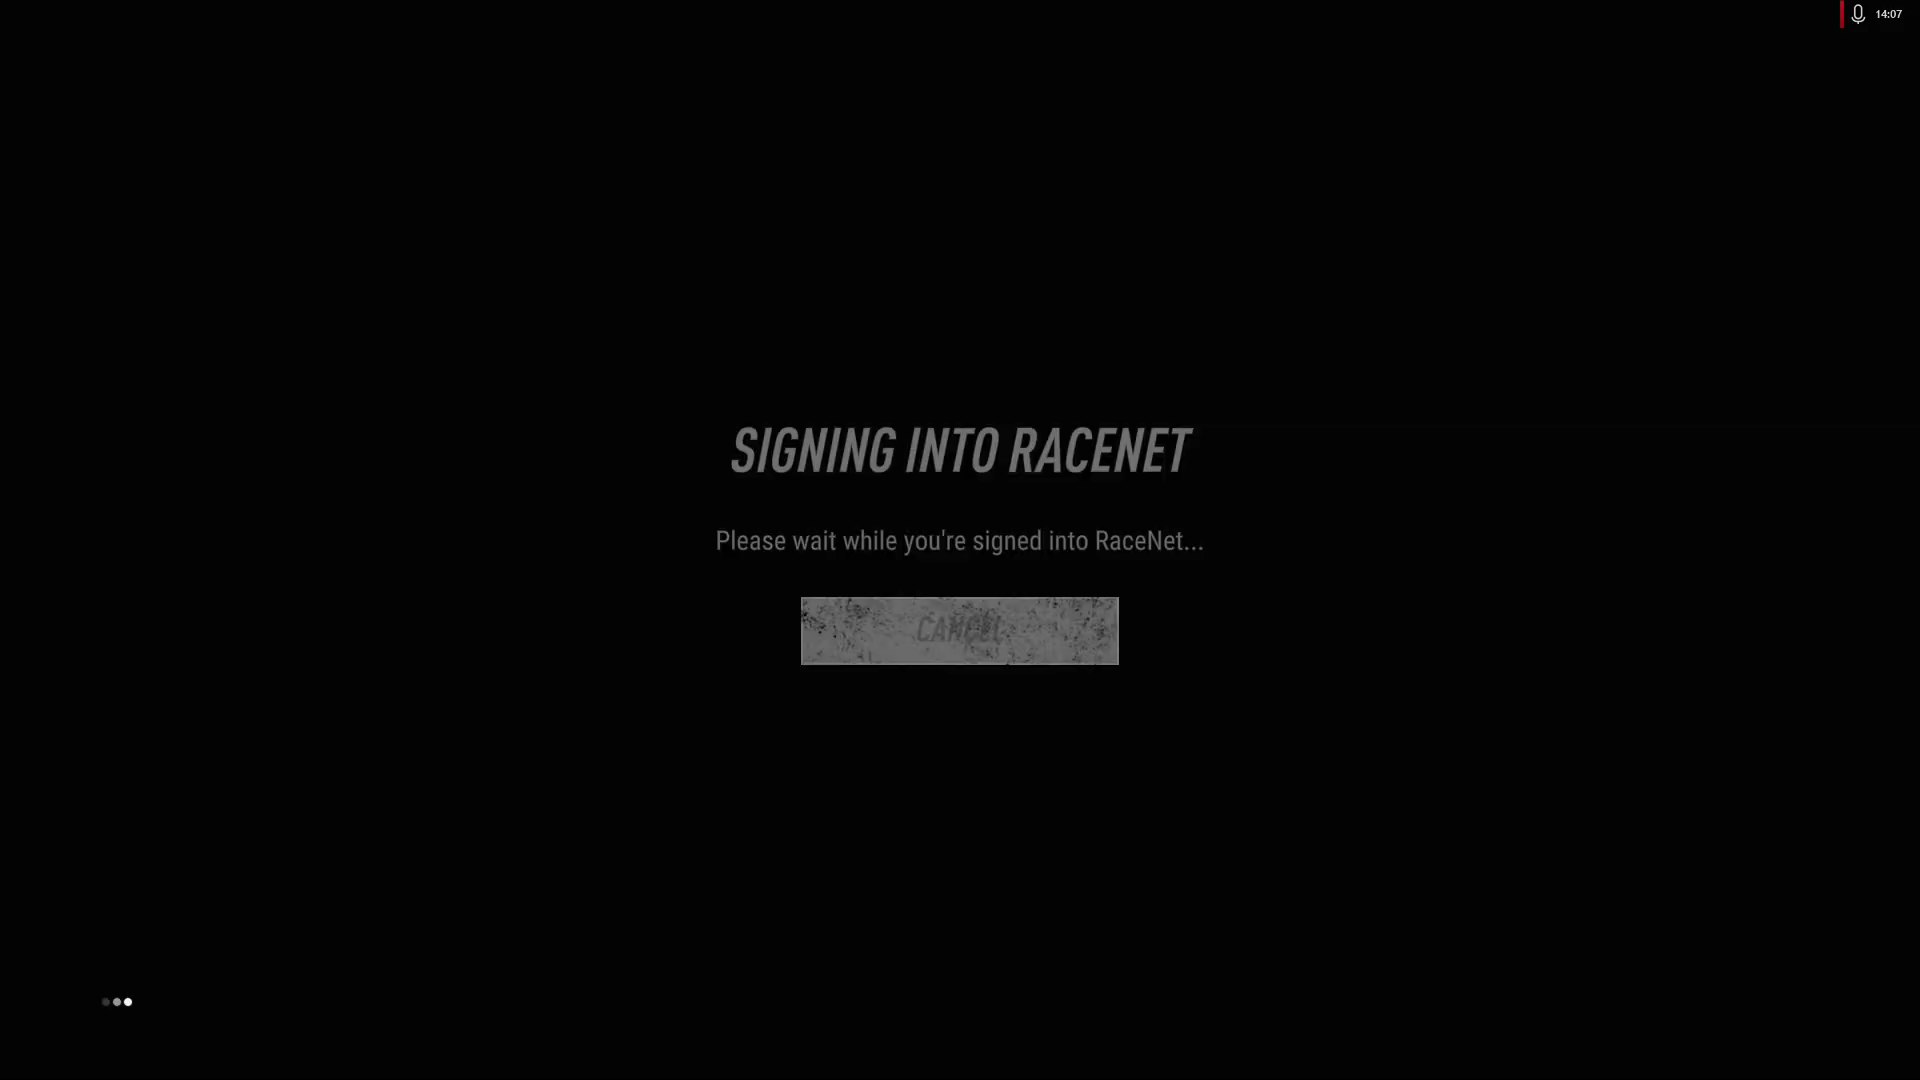 14:07
SIGNING INTO RACENET
Please wait while you're signed into RaceNet...
CANCEL